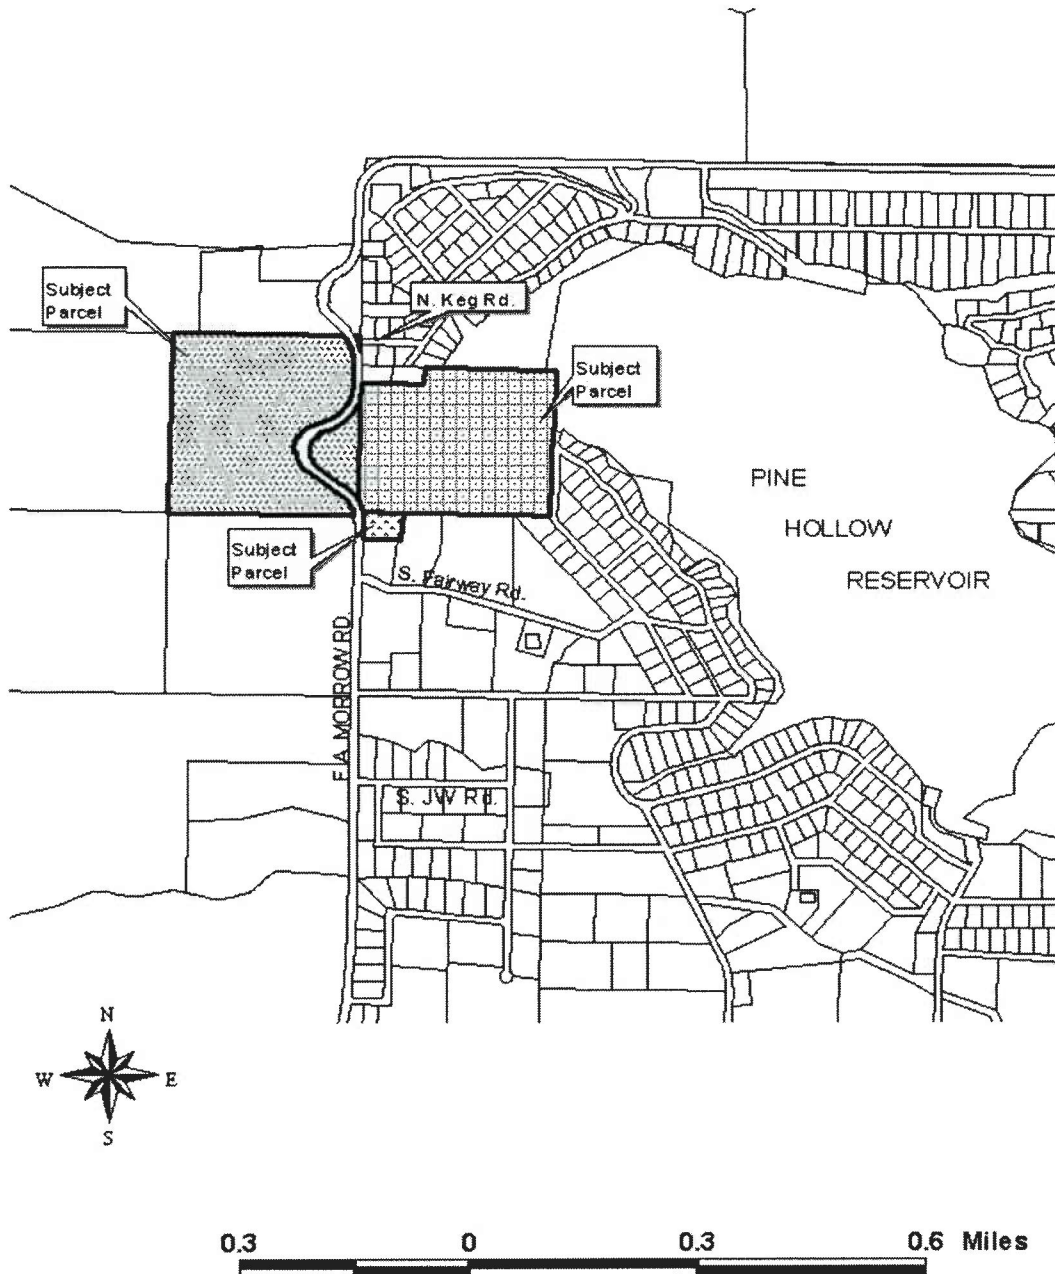 Subject
Parcel
N. Keg Rd.
Subject
Parcel
PINE
HOLLOW
RESERVOIR
Subject
Parcel
S. Fairway Rd.
F.A. MORROW RD.
S. JW Rd.
N
W E
S
0.3 0 0.3 0.6 Miles